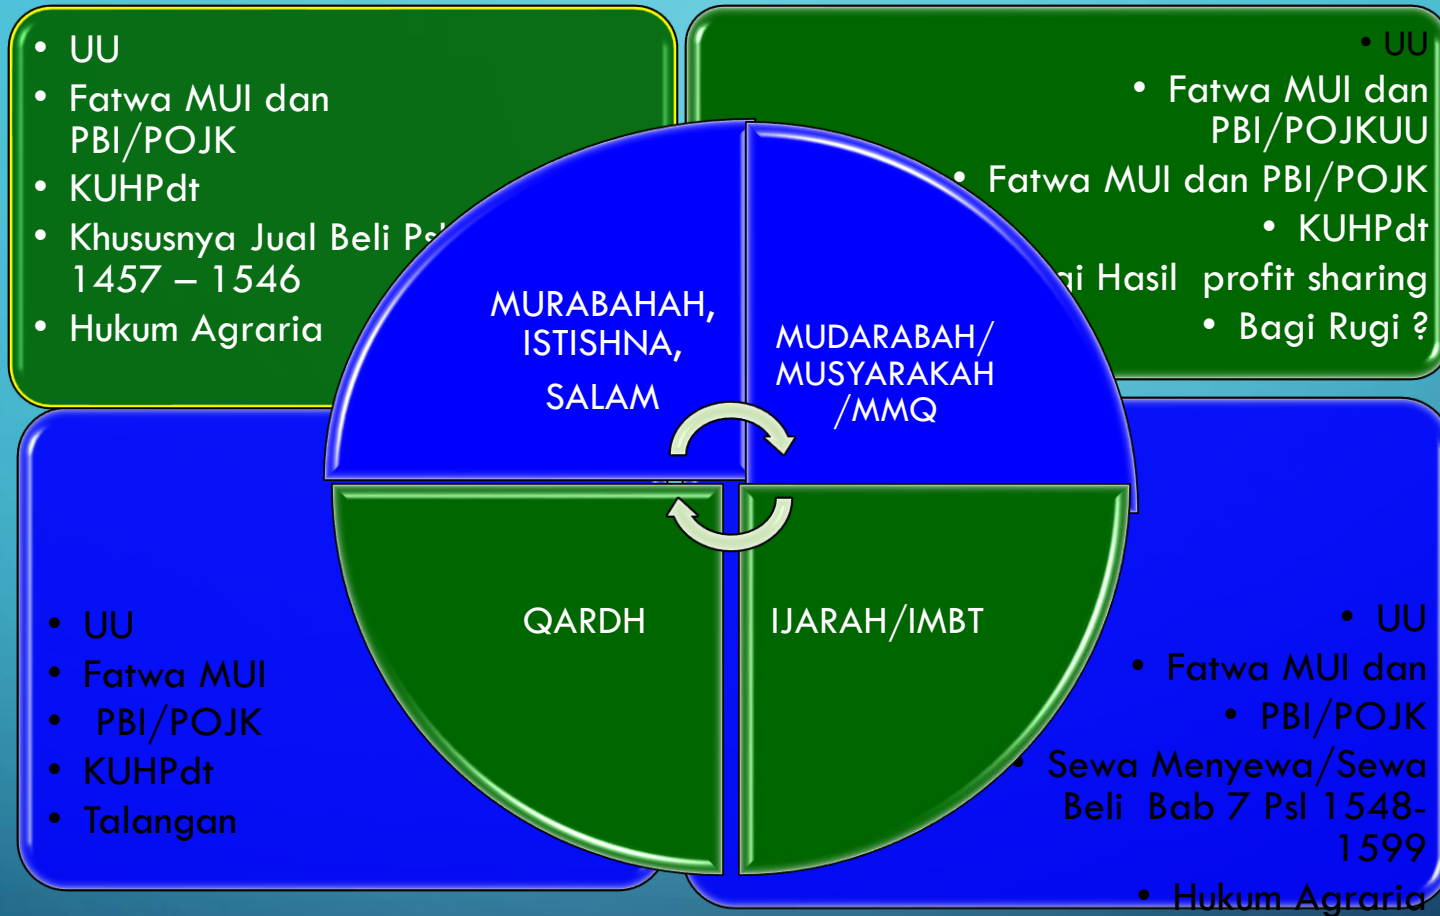 • UU
• Fatwa MUI dan
PBI/POJK
• KUHPdt
• Khususnya Jual Beli
1457 – 1546
• Hukum Agraria
• UU
• Fatwa MUI dan
PBI/POJKUU
• Fatwa MUI dan PBI/POJK
• KUHPdt
Hasil profit sharing
• Bagi Rugi ?
MURABAHAH,
ISTISHNA,
SALAM
MUDARABAH/
MUSYARAKAH
/MMQ
QARDH
IJARAH/IMBT
• UU
• Fatwa MUI
• PBI/POJK
• KUHPdt
• Talangan
• UU
• Fatwa MUI dan
• PBI/POJK
• Sewa Menyewa/Sewa
Beli Bab 7 Psl 1548-
1599
• Hukum Agraria